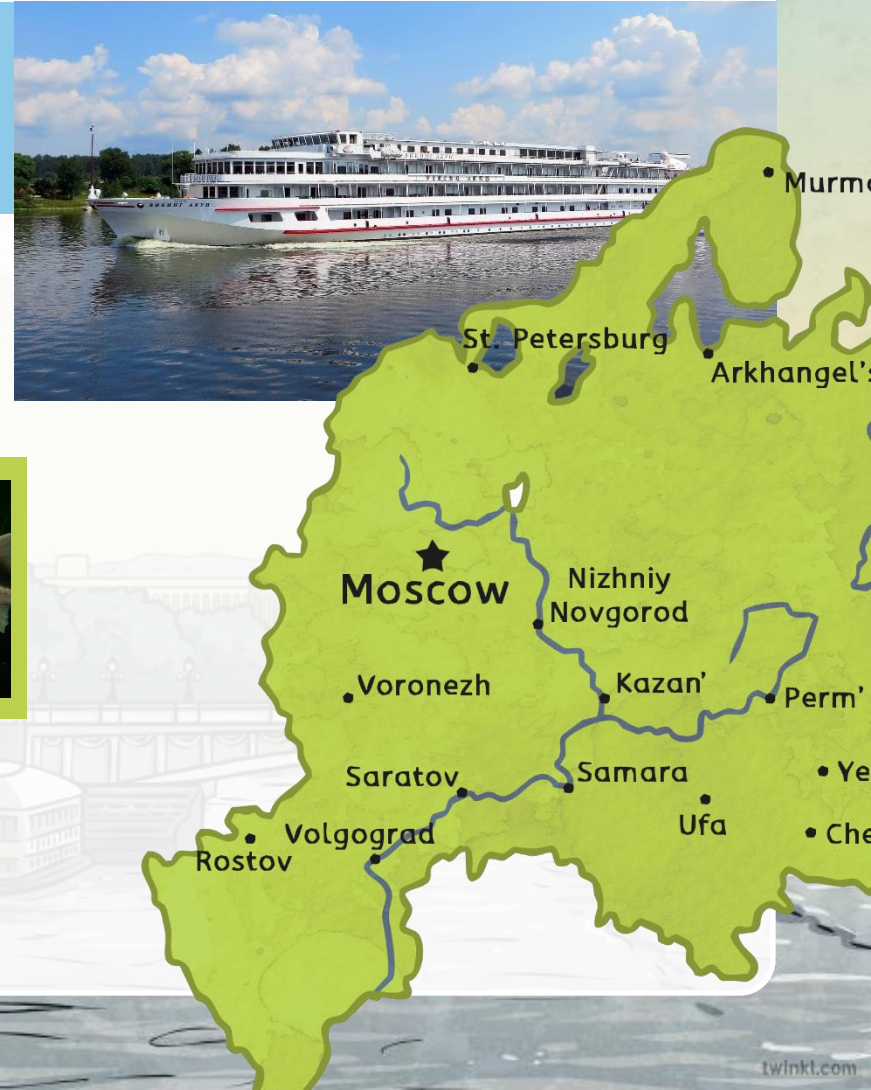 Murm
St. Petersburg
Arkhangel's
Moscow
Nizhniy
Novgorod
Voronezh
Kazan'
Perm'
Saratov
Samara
Ye
Volgograd
Ufa
Che
Rostov
twinkl.com